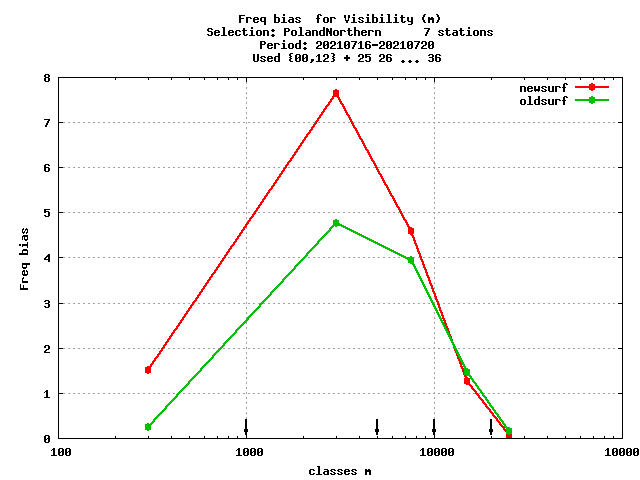 Freq bias  for Visibility (m)
Selection: PolandNorthern      7 stations
Period: 20210716-20210720
Used {00,12} + 25 26 ... 36
newsurf
oldsurf
8
7
6
5
4
3
2
1
0
Freq bias
100
1000
10000
10000
classes m